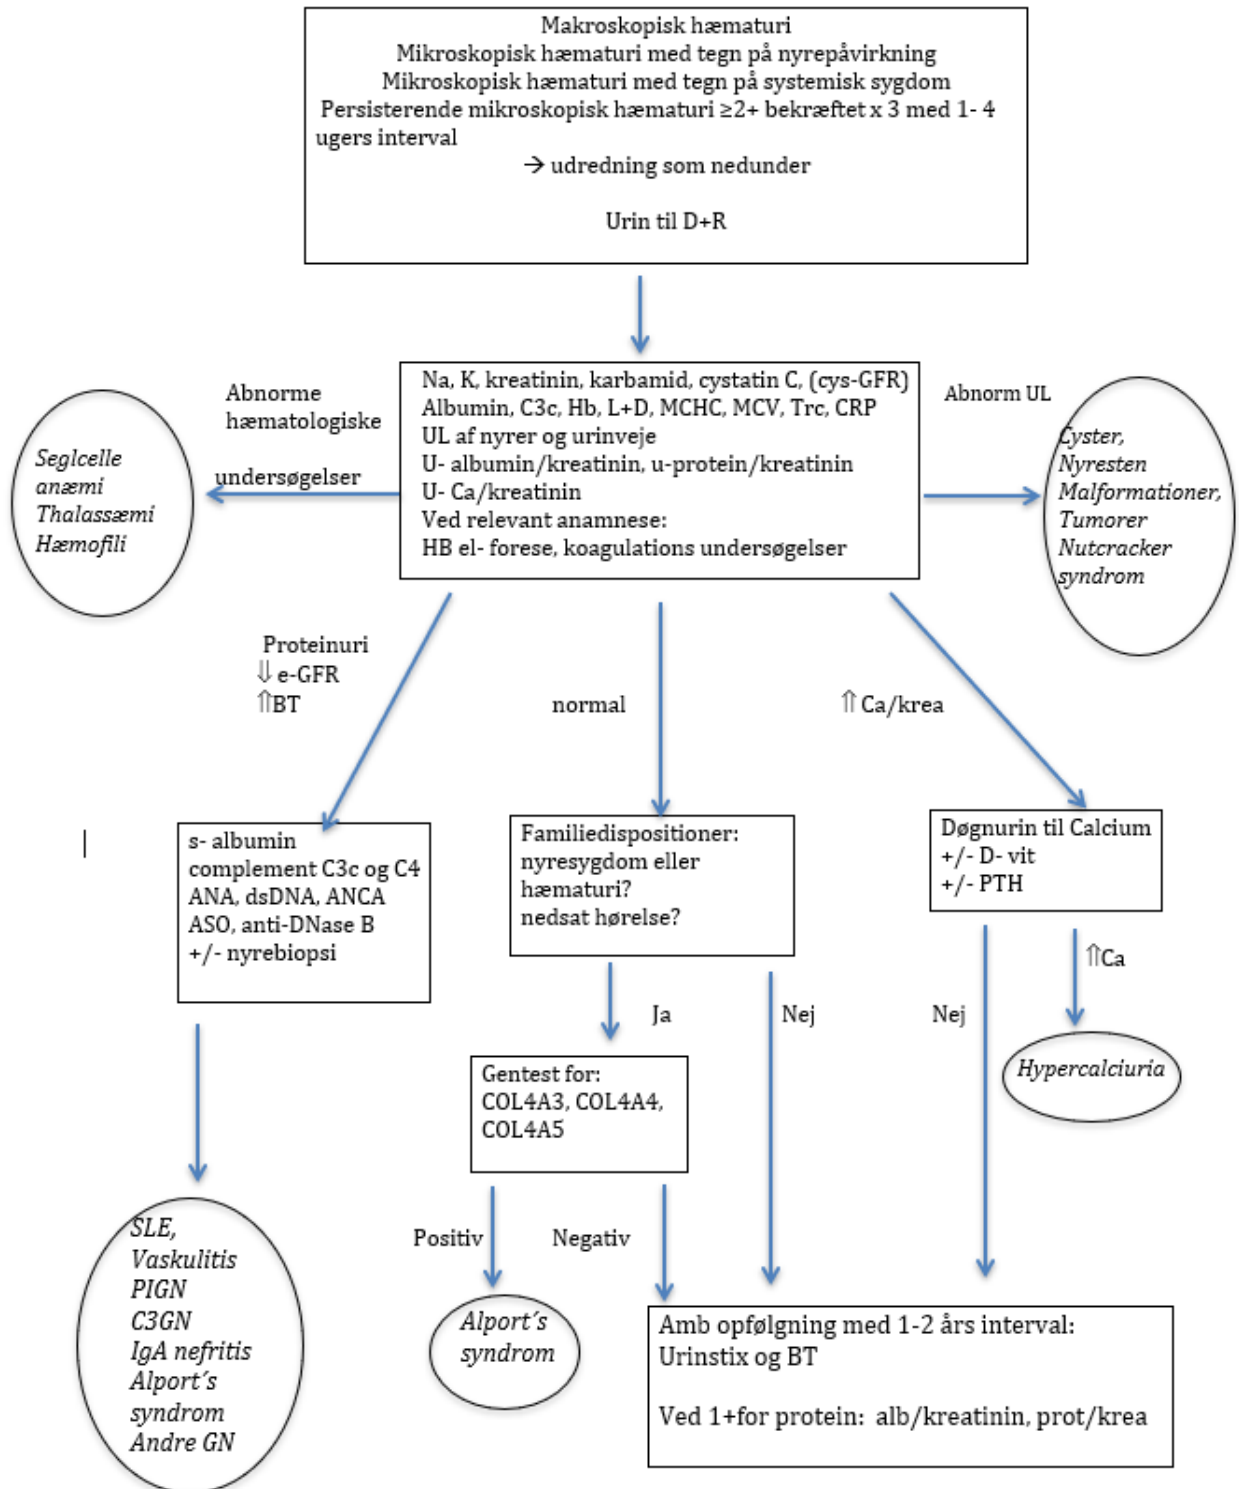 Makroskopisk hæmaturi
Mikroskopisk hæmaturi med tegn på nyrepåvirkning
Mikroskopisk hæmaturi med tegn på systemisk sygdom
Persisterende mikroskopisk hæmaturi ≥2+ bekræftet x 3 med 1- 4
ugers interval
→ udredning som nedunder
Urin til D+R
Na, K, kreatinin, karbamid, cystatin C, (cys-GFR)
Albumin, C3c, Hb, L+D, MCHC, MCV, Trc, CRP
UL af nyrer og urinveje
U- albumin/kreatinin, u-protein/kreatinin
U- Ca/kreatinin
Ved relevant anamnese:
HB el- forese, koagulations undersøgelser
Abnorme
hæmatologiske
undersøgelser
Seglcelle
anæmi
Thalassæmi
Hæmofili
Abnorm UL
Cyster,
Nyresten
Malformationer,
Tumorer
Nutcracker
syndrom
Proteinuri
⇓ e-GFR
⇑BT
normal
⇑ Ca/krea
s- albumin
complement C3c og C4
ANA, dsDNA, ANCA
ASO, anti-DNase B
+/- nyrebiopsi
Familiedispositioner:
nyresygdom eller
hæmaturi?
nedsat hørelse?
Døgnurin til Calcium
+/- D- vit
+/- PTH
Ja
Nej
Nej
⇑Ca
Hypercalciuria
Gentest for:
COL4A3, COL4A4,
COL4A5
Positiv
Negativ
SLE,
Vaskulitis
PIGN
C3GN
IgA nefritis
Alport´s
syndrom
Andre GN
Alport´s
syndrom
Amb opfølgning med 1-2 års interval:
Urinstix og BT
Ved 1+for protein: alb/kreatinin, prot/krea